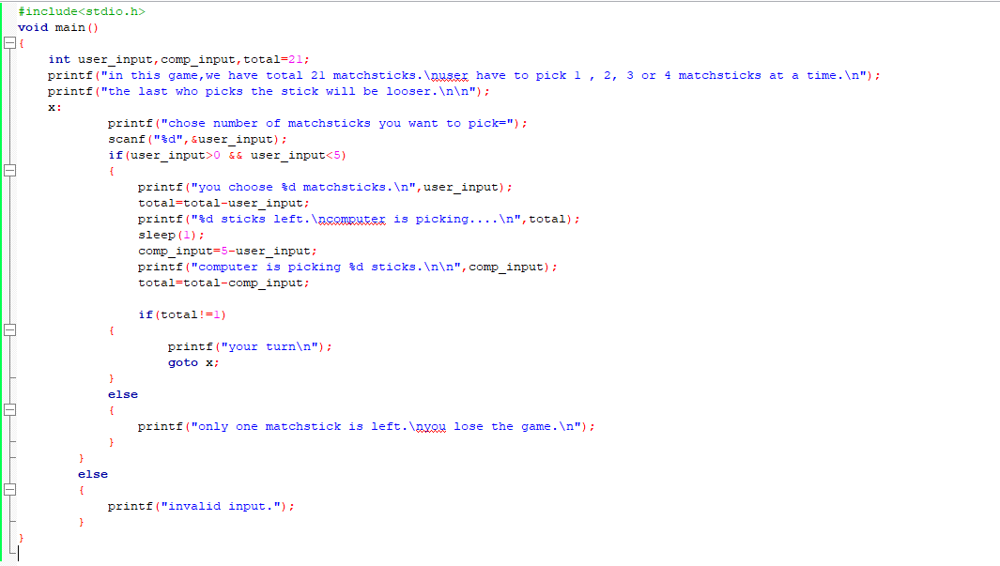 #include<stdio.h>
void main()
{
int user_input,comp_input,total=21;
printf("in this game,we have total 21 matchsticks.\nuser have to pick 1 , 2, 3 or 4 matchsticks at a time.\n");
printf("the last who picks the stick will be looser.\n\n");
x:
printf("chose number of matchsticks you want to pick=");
scanf("%d",&user_input);
if(user_input>0 && user_input<5)
{
printf("you choose %d matchsticks.\n",user_input);
total=total-user_input;
printf("%d sticks left.\ncomputer is picking....\n",total);
sleep(1);
comp_input=5-user_input;
printf("computer is picking %d sticks.\n\n",comp_input);
total=total-comp_input;
if(total!=1)
{
printf("your turn\n");
goto x;
}
else
{
printf("only one matchstick is left.\nyou lose the game.\n");
}
}
else
{
printf("invalid input.");
}
}